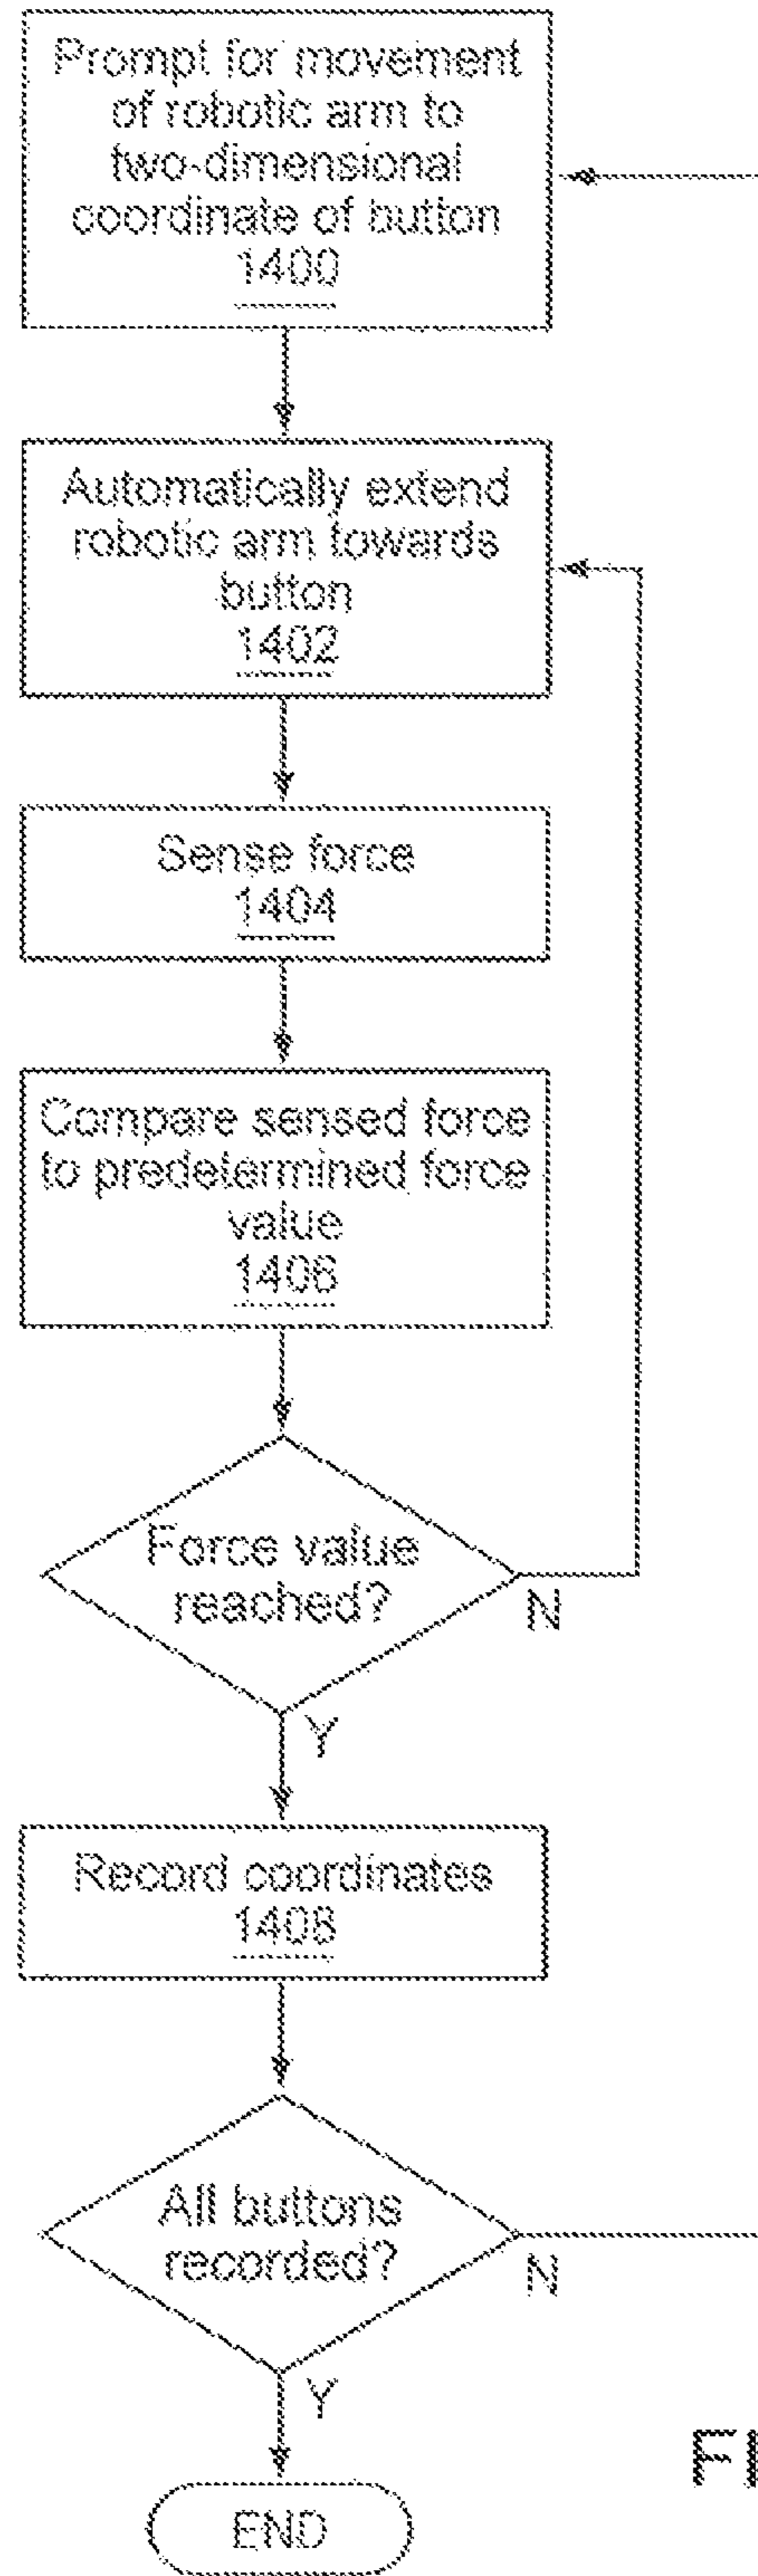 Prompt for movement
of robotic arm to
two-dimensional
coordinate of button
1400
Automatically extend
robotic arm towards
button
1402
Sense force
1404
Compare sensed force
to predetermined force
value
1406
Force value
reached?
N
Y
Record coordinates
1408
All buttons
recorded?
N
Y
END
FI